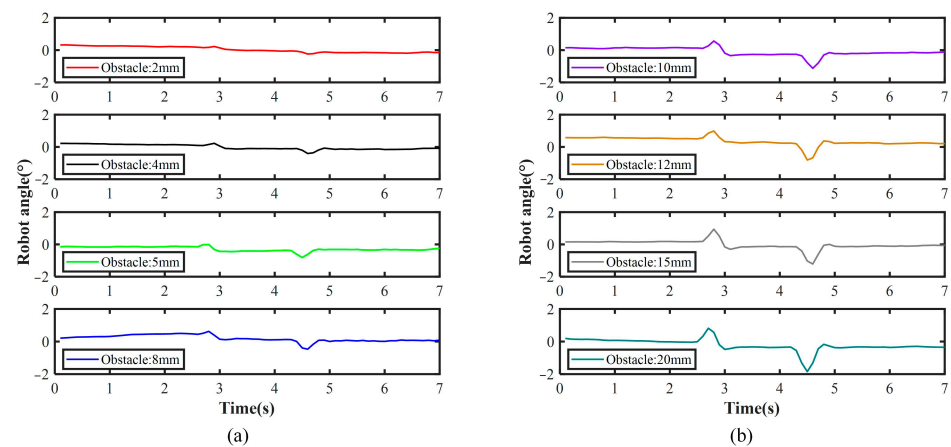 Robot angle(°)
2
0
−2
Obstacle:2mm
0 1 2 3 4 5 6 7
2
0
−2
Obstacle:4mm
0 1 2 3 4 5 6 7
2
0
−2
Obstacle:5mm
0 1 2 3 4 5 6 7
2
0
−2
Obstacle:8mm
0 1 2 3 4 5 6 7
Time(s)
(a)
Robot angle(°)
2
0
−2
Obstacle:10mm
0 1 2 3 4 5 6 7
2
0
−2
Obstacle:12mm
0 1 2 3 4 5 6 7
2
0
−2
Obstacle:15mm
0 1 2 3 4 5 6 7
2
0
−2
Obstacle:20mm
0 1 2 3 4 5 6 7
Time(s)
(b)